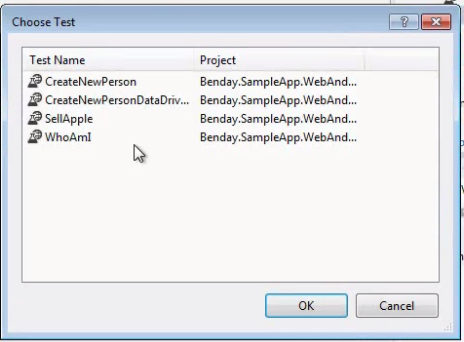 Choose Test
Test Name Project
CreateNewPerson Benday.SampleApp.WebAnd...
CreateNewPersonDataDriv... Benday.SampleApp.WebAnd...
SellApple Benday.SampleApp.WebAnd...
WhoAmI Benday.SampleApp.WebAnd...
OK Cancel